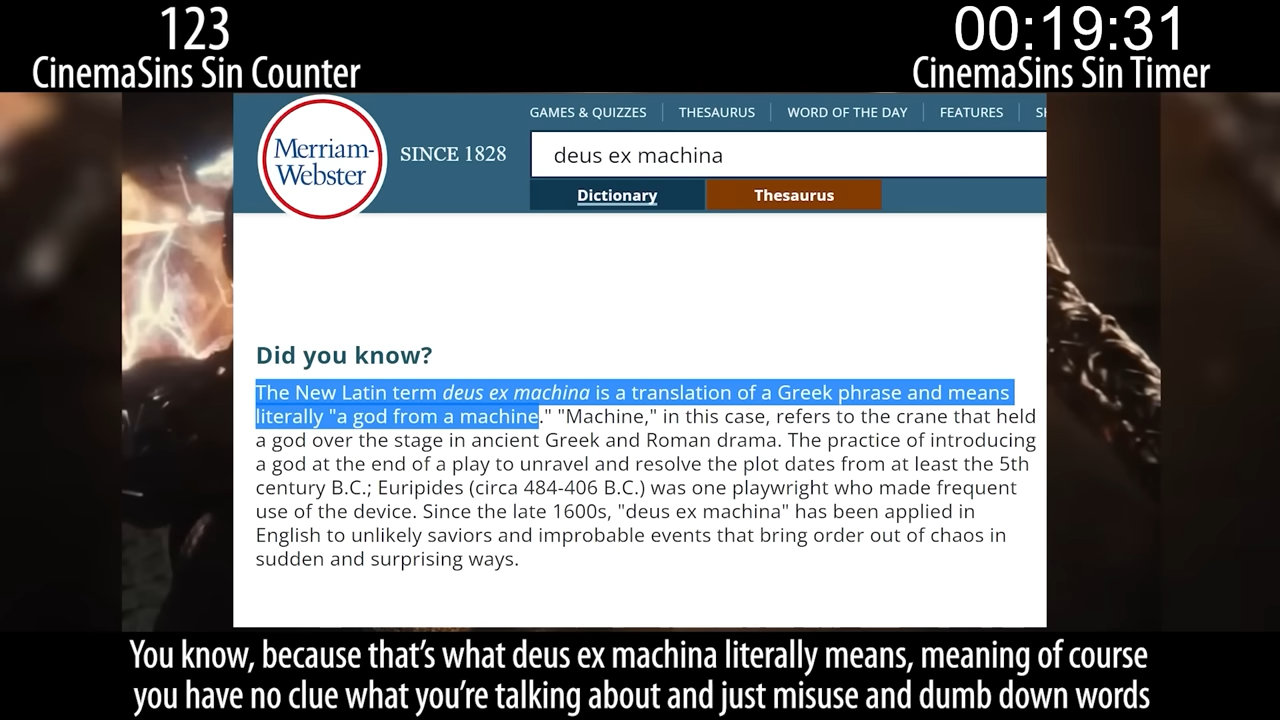 123
CinemaSins Sin Counter
00:19:31
CinemaSins Sin Timer
Merriam-
Webster
SINCE 1828
GAMES & QUIZZES
THESAURUS
WORD OF THE DAY
FEATURES
deus ex machina
Dictionary
Thesaurus
Did you know?
The New Latin term deus ex machina is a translation of a Greek phrase and means
literally "a god from a machine." "Machine," in this case, refers to the crane that held
a god over the stage in ancient Greek and Roman drama. The practice of introducing
a god at the end of a play to unravel and resolve the plot dates from at least the 5th
century B.C.; Euripides (circa 484-406 B.C.) was one playwright who made frequent
use of the device. Since the late 1600s, "deus ex machina" has been applied in
English to unlikely saviors and improbable events that bring order out of chaos in
sudden and surprising ways.
You know, because that's what deus ex machina literally means, meaning of course
you have no clue what you're talking about and just misuse and dumb down words